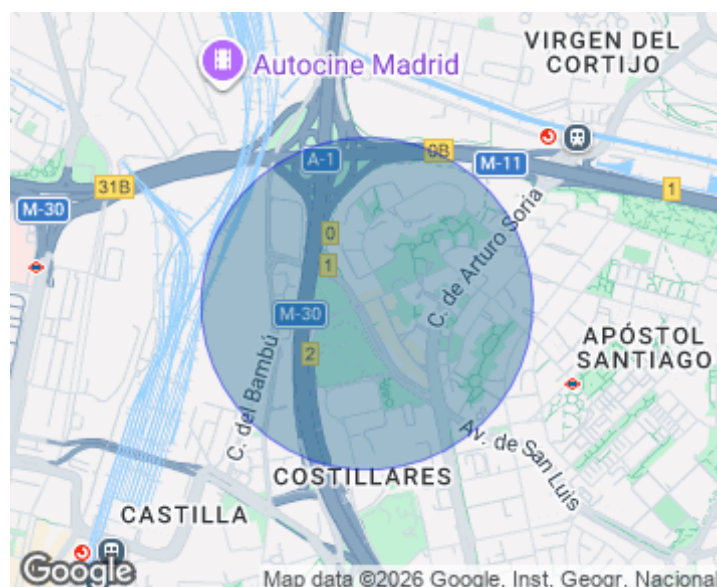 VIRGEN DEL
CORTIJO
Autocine Madrid
A-1
0B
M-11
31B
1
M-30
0
1
C. de Arturo Soria
M-30
2
C. del Bambú
APÓSTOL
SANTIAGO
Av. de San Luis
COSTILLARES
CASTILLA
Google
Map data ©2026 Google, Inst. Geogr. Nacional